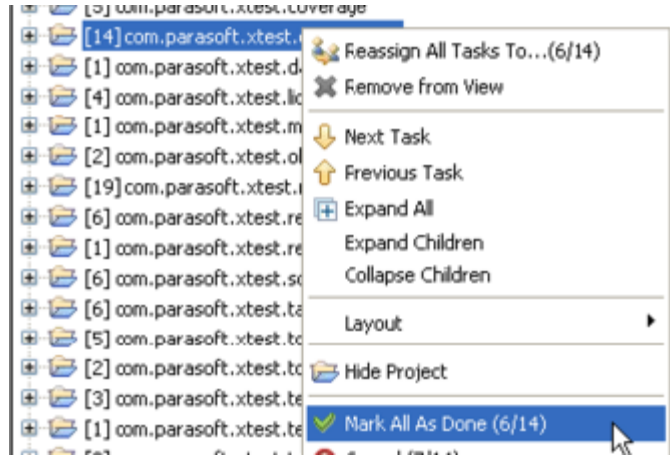 [5] com.parasoft.xtest.coverage
[14] com.parasoft.xtest.
[1] com.parasoft.xtest.d
[4] com.parasoft.xtest.lic
[1] com.parasoft.xtest.m
[2] com.parasoft.xtest.ol
[19] com.parasoft.xtest.
[6] com.parasoft.xtest.re
[1] com.parasoft.xtest.re
[6] com.parasoft.xtest.sc
[6] com.parasoft.xtest.ta
[5] com.parasoft.xtest.to
[2] com.parasoft.xtest.to
[3] com.parasoft.xtest.te
[1] com.parasoft.xtest.te
Reassign All Tasks To...(6/14)
Remove from View
Next Task
Previous Task
Expand All
Expand Children
Collapse Children
Layout
Hide Project
Mark All As Done (6/14)